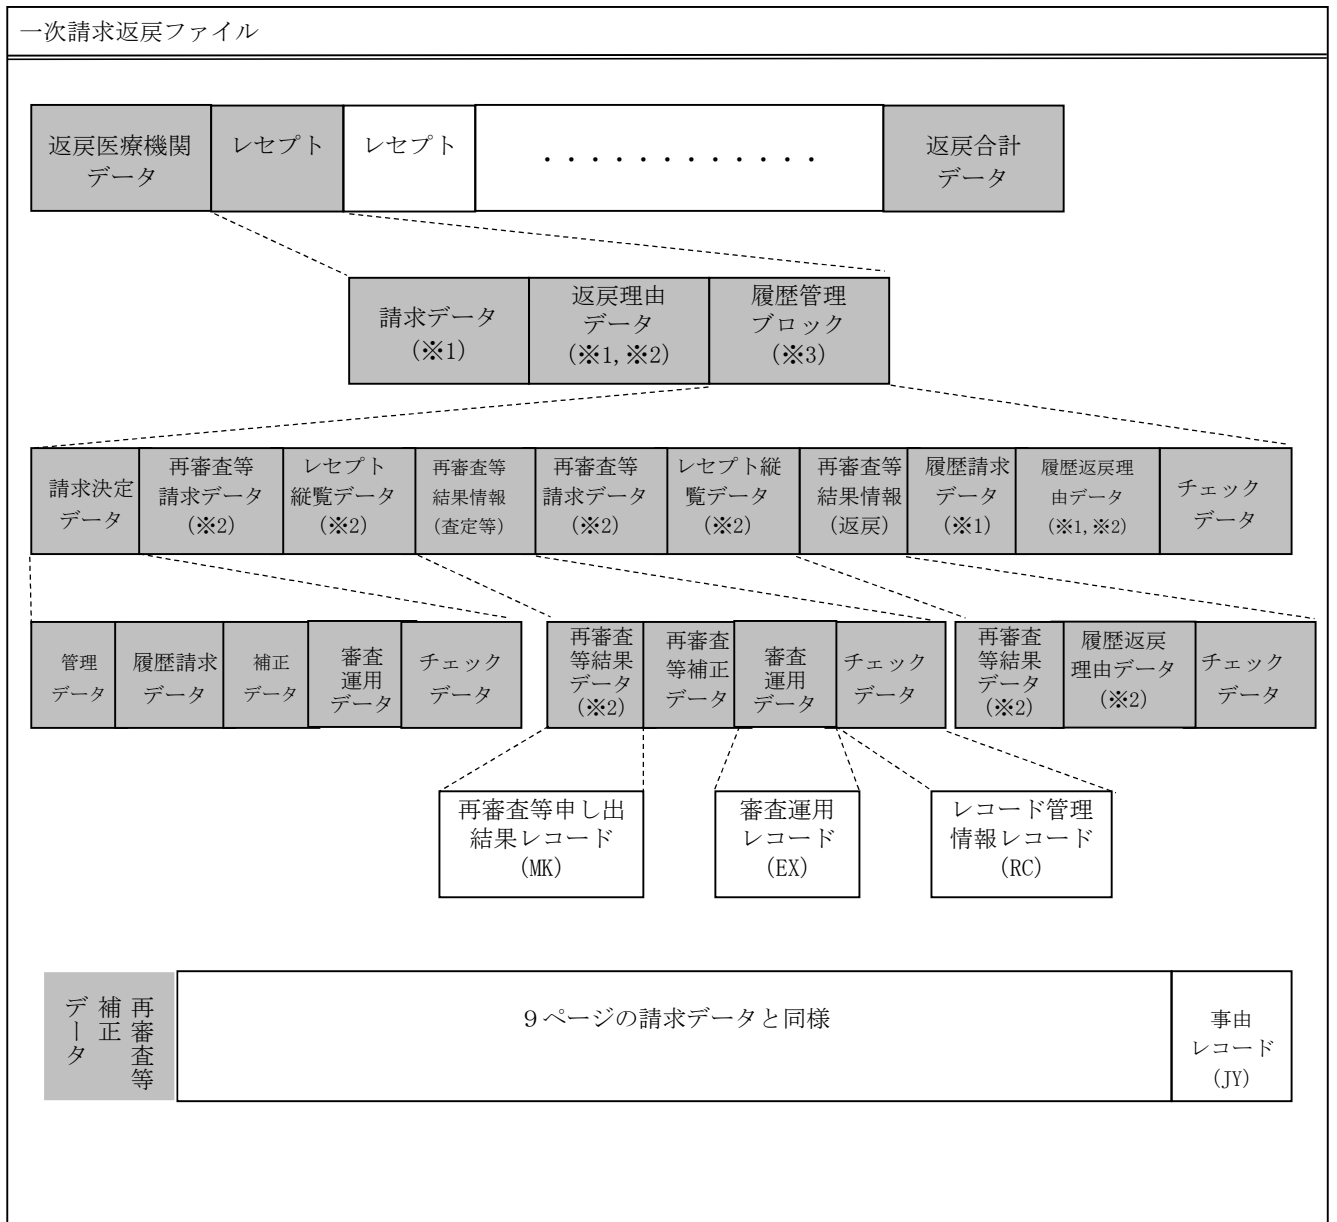 一次請求返戻ファイル
返戻医療機関
データ
レセプト
レセプト
・・・・・・・・・・・・
返戻合計
データ
請求データ
(※1)
返戻理由
データ
(※1,※2)
履歴管理
ブロック
(※3)
請求決定
データ
再審査等
請求データ
(※2)
レセプト
縦覧データ
(※2)
再審査等
結果情報
(査定等)
再審査等
請求データ
(※2)
レセプト縦
覧データ
(※2)
再審査等
結果情報
(返戻)
履歴請求
データ
(※1)
履歴返戻理
由データ
(※1,※2)
チェック
データ
管理
データ
履歴請求
データ
補正
データ
審査
運用
データ
チェック
データ
再審査
等結果
データ
(※2)
再審査
等補正
データ
審査
運用
データ
チェック
データ
再審査
等結果
データ
(※2)
履歴返戻
理由データ
(※2)
チェック
データ
再審査等申し出
結果レコード
(MK)
審査運用
レコード
(EX)
レコード管理
情報レコード
(RC)
再審査等
補正
データ
9ページの請求データと同様
事由
レコード
(JY)